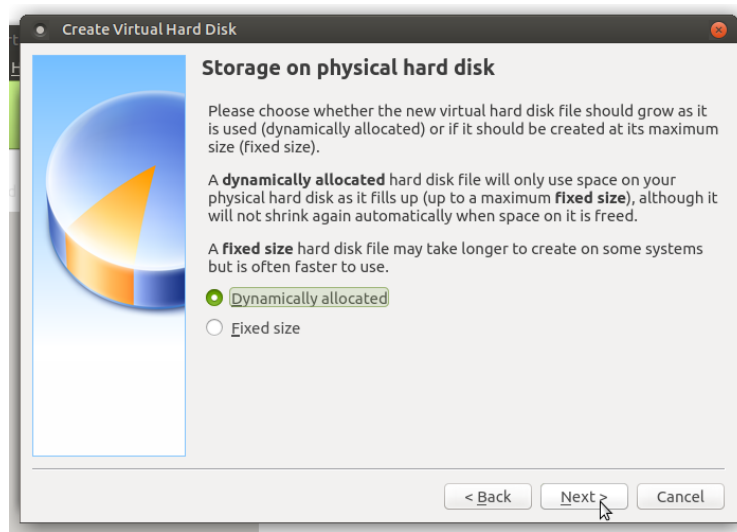 Create Virtual Hard Disk
Storage on physical hard disk
Please choose whether the new virtual hard disk file should grow as it
is used (dynamically allocated) or if it should be created at its maximum
size (fixed size).
A dynamically allocated hard disk file will only use space on your
physical hard disk as it fills up (up to a maximum fixed size), although it
will not shrink again automatically when space on it is freed.
A fixed size hard disk file may take longer to create on some systems
but is often faster to use.
Dynamically allocated
Fixed size
< Back Next > Cancel